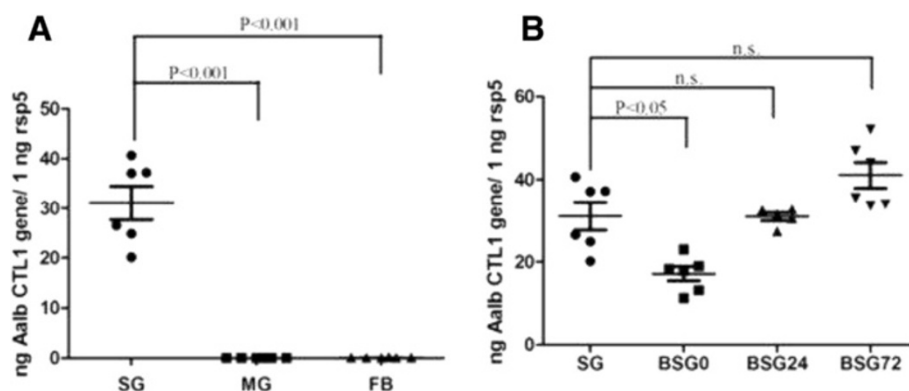 A
P<0.001
P<0.001
ng Aalb CTL1 gene/ 1 ng rsp5
50
40
30
20
10
0
SG MG FB
B
n.s.
n.s.
P<0.05
ng Aalb CTL1 gene/ 1 ng rsp5
60
40
20
0
SG BSG0 BSG24 BSG72